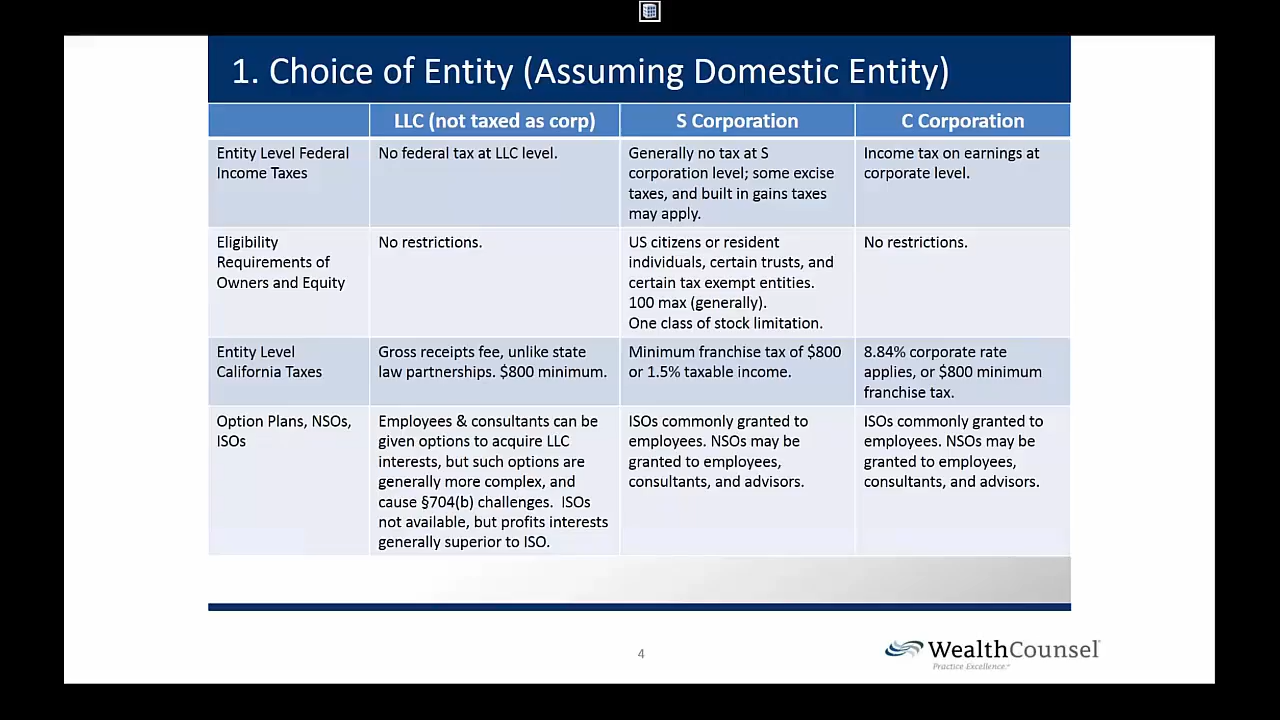 1. Choice of Entity (Assuming Domestic Entity)
LLC (not taxed as corp)
S Corporation
C Corporation
Entity Level Federal
Income Taxes
No federal tax at LLC level.
Generally no tax at S
corporation level; some excise
taxes, and built in gains taxes
may apply.
Income tax on earnings at
corporate level.
Eligibility
Requirements of
Owners and Equity
No restrictions.
US citizens or resident
individuals, certain trusts, and
certain tax exempt entities.
100 max (generally).
One class of stock limitation.
No restrictions.
Entity Level
California Taxes
Gross receipts fee, unlike state
law partnerships. $800 minimum.
Minimum franchise tax of $800
or 1.5% taxable income.
8.84% corporate rate
applies, or $800 minimum
franchise tax.
Option Plans, NSOs,
ISOs
Employees & consultants can be
given options to acquire LLC
interests, but such options are
generally more complex, and
cause §704(b) challenges.  ISOs
not available, but profits interests
generally superior to ISO.
ISOs commonly granted to
employees. NSOs may be
granted to employees,
consultants, and advisors.
ISOs commonly granted to
employees. NSOs may be
granted to employees,
consultants, and advisors.
4
WealthCounsel
Practice Excellence.